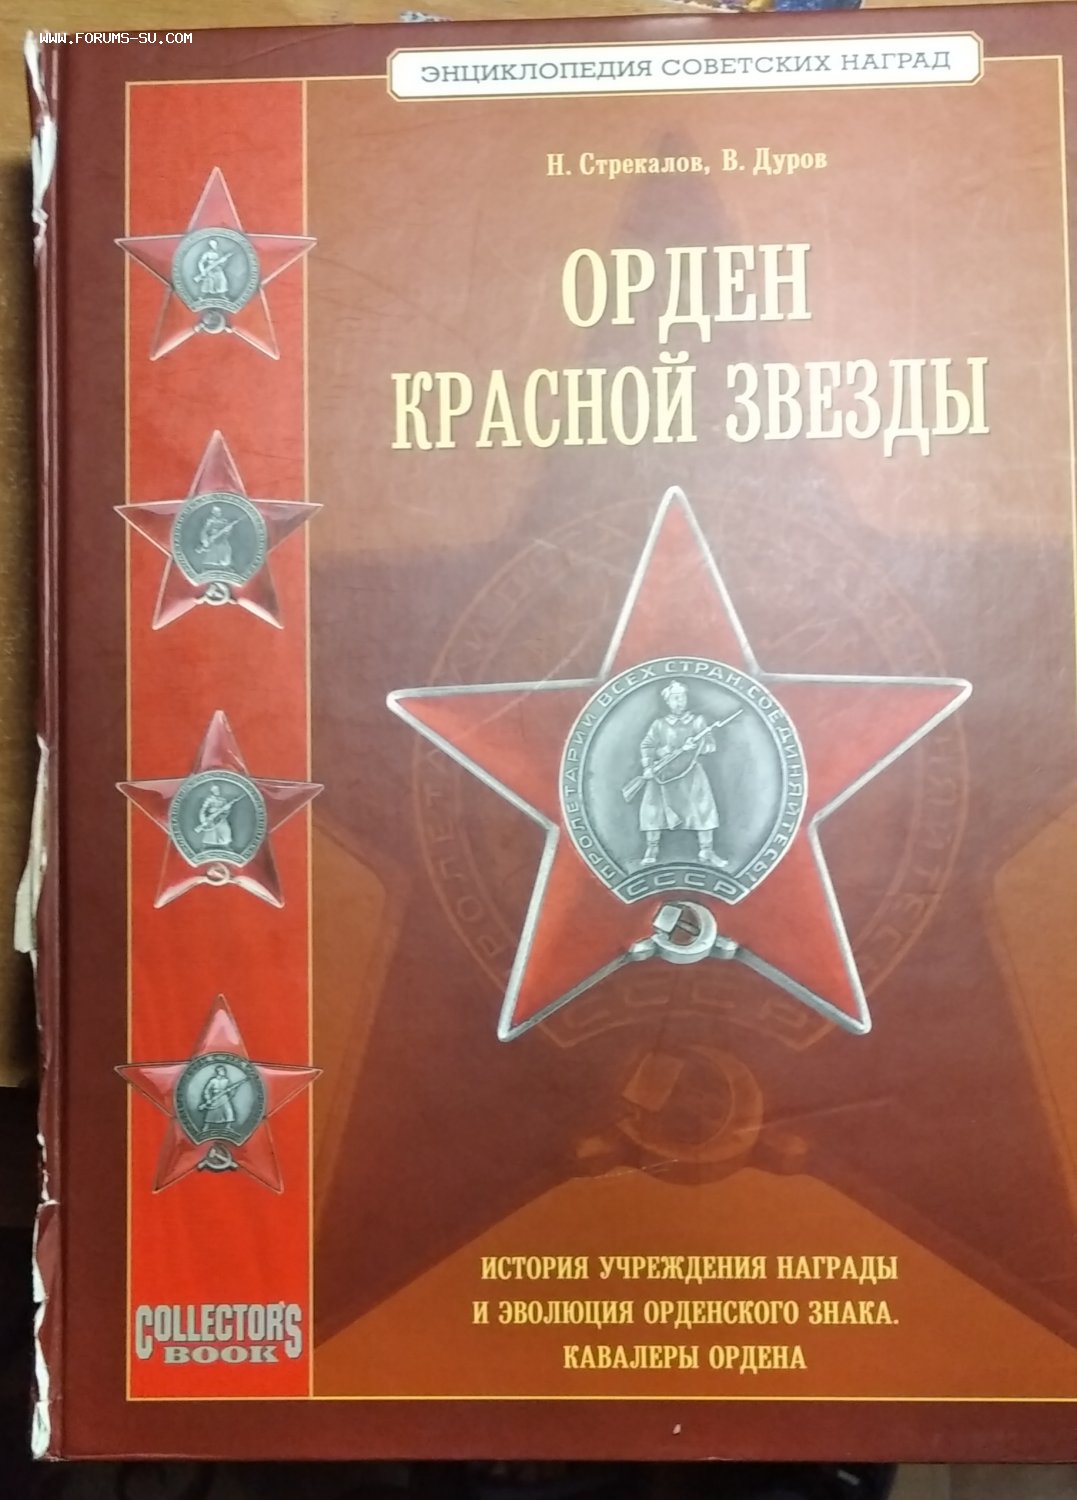 WWW.FORUMS-SU.COM
ЭНЦИКЛОПЕДИЯ СОВЕТСКИХ НАГРАД
Н. Стрекалов, В. Дуров
ОРДЕН
КРАСНОЙ ЗВЕЗДЫ
ПРОЛЕТАРИИ ВСЕХ СТРАН, СОЕДИНЯЙТЕСЬ!
СССР
ИСТОРИЯ УЧРЕЖДЕНИЯ НАГРАДЫ
И ЭВОЛЮЦИЯ ОРДЕНСКОГО ЗНАКА.
КАВАЛЕРЫ ОРДЕНА
COLLECTOR'S
BOOK